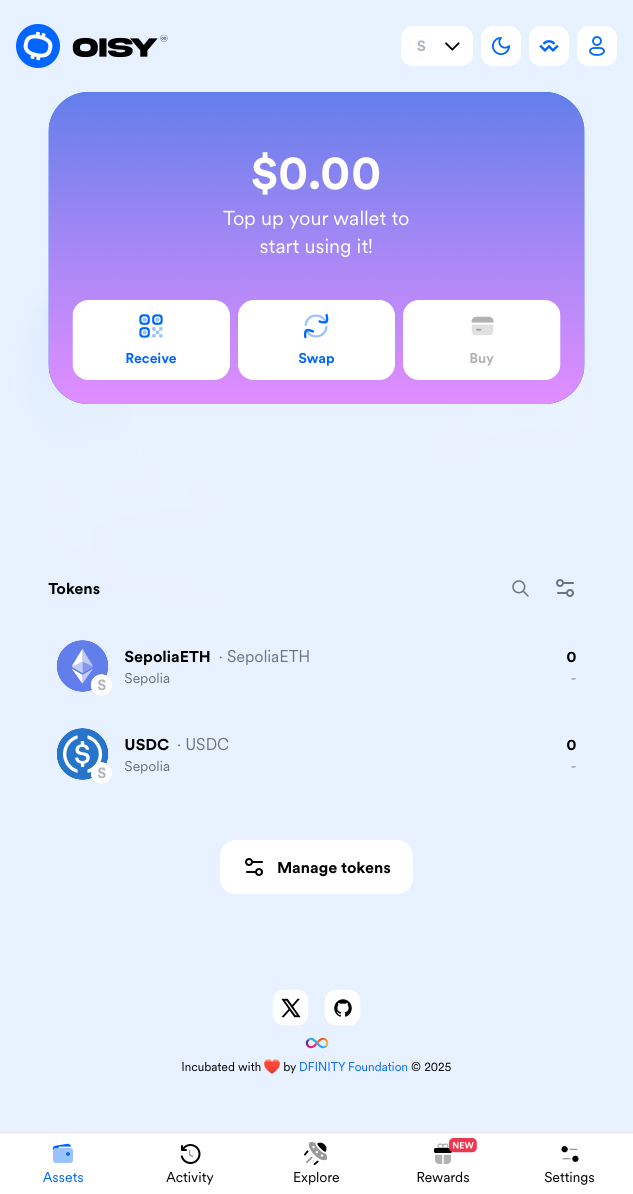 OISY
S
$0.00
Top up your wallet to
start using it!
Receive
Swap
Buy
Tokens
SepoliaETH · SepoliaETH
0
Sepolia
-
S
USDC · USDC
0
Sepolia
-
S
Manage tokens
Incubated with ❤️ by DFINITY Foundation © 2025
NEW
Assets
Activity
Explore
Rewards
Settings